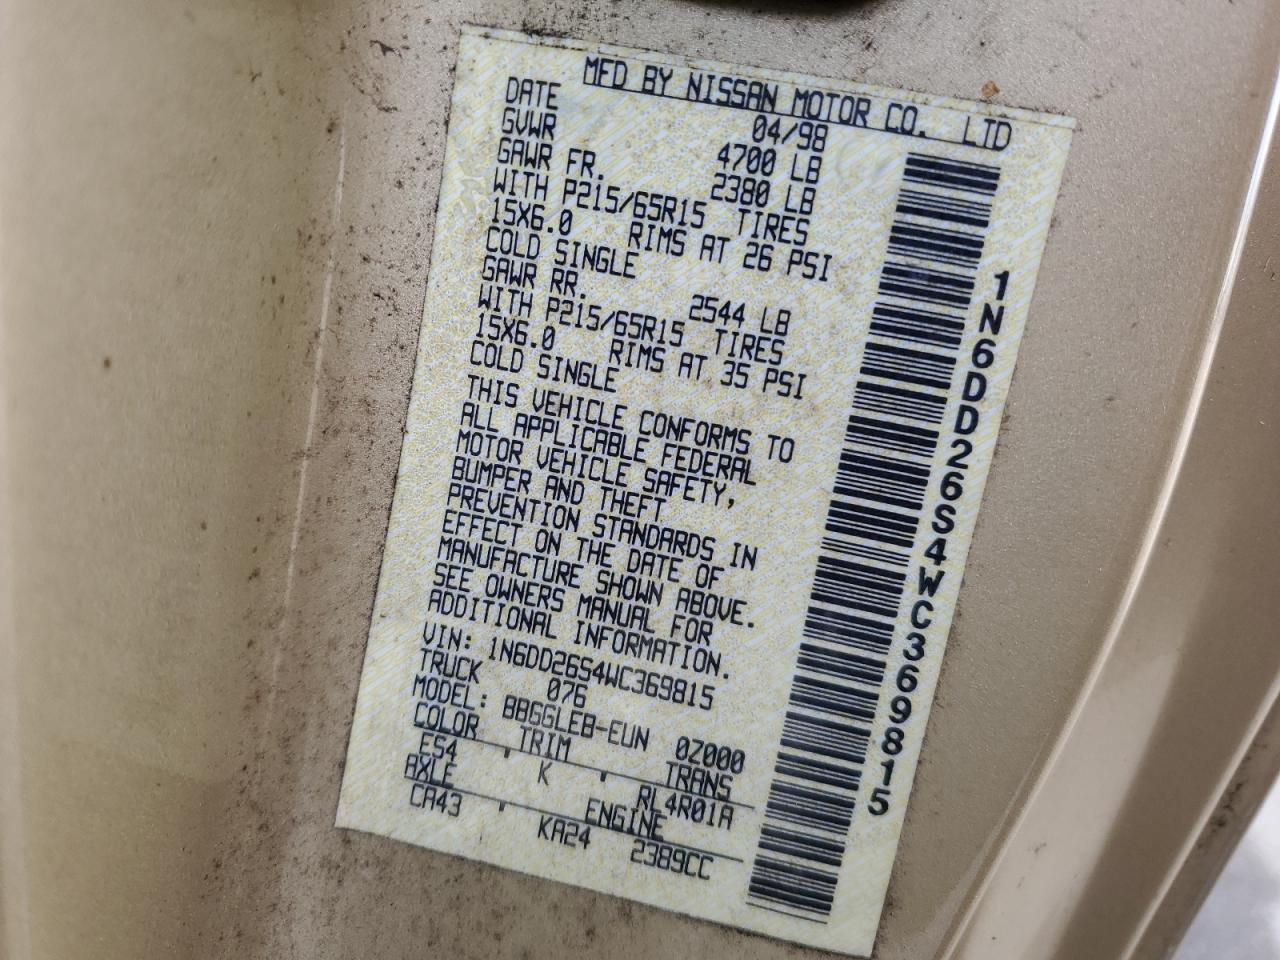 MFD BY NISSAN MOTOR CO. LTD
DATE 04/98
GVWR 4700 LB
GAWR FR. 2380 LB
WITH P215/65R15 TIRES
15X6.0 RIMS AT 26 PSI
COLD SINGLE
GAWR RR. 2544 LB
WITH P215/65R15 TIRES
15X6.0 RIMS AT 35 PSI
COLD SINGLE
THIS VEHICLE CONFORMS TO
ALL APPLICABLE FEDERAL
MOTOR VEHICLE SAFETY,
BUMPER AND THEFT
PREVENTION STANDARDS IN
EFFECT ON THE DATE OF
MANUFACTURE SHOWN ABOVE.
SEE OWNERS MANUAL FOR
ADDITIONAL INFORMATION.
VIN: 1N6DD26S4WC369815
TRUCK 076
MODEL: BBGGLEB-EUN 0Z000
COLOR TRIM TRANS
ES4 K RL4R01A
AXLE ENGINE
CA43 KA24 2389CC
1N6DD26S4WC369815